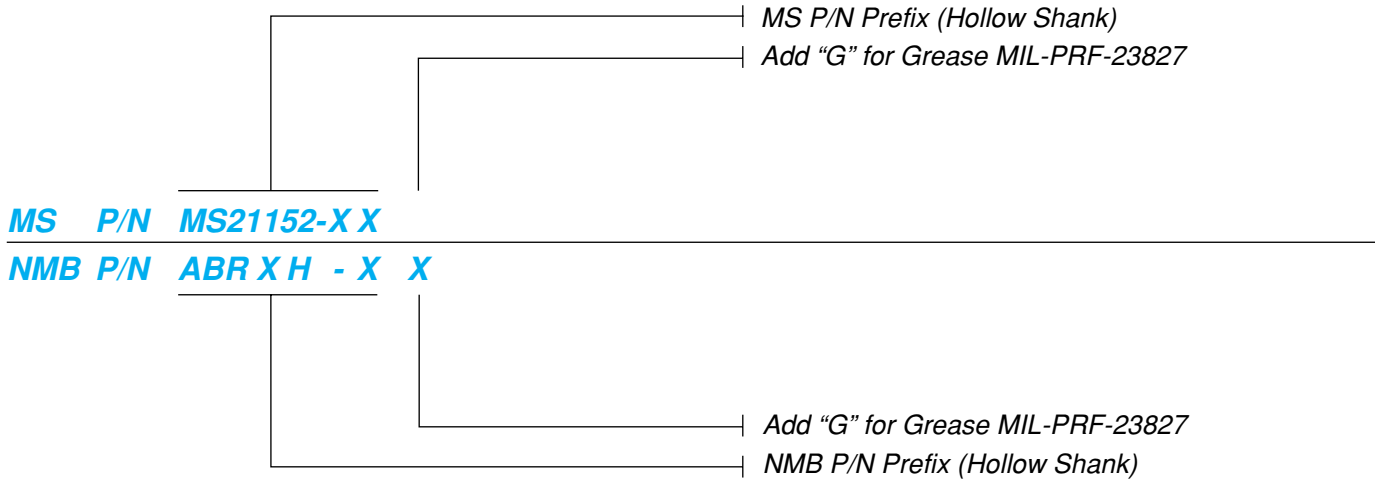 MS P/N Prefix (Hollow Shank)
Add “G” for Grease MIL-PRF-23827
MS P/N MS21152-X X
NMB P/N ABR X H - X X
Add “G” for Grease MIL-PRF-23827
NMB P/N Prefix (Hollow Shank)